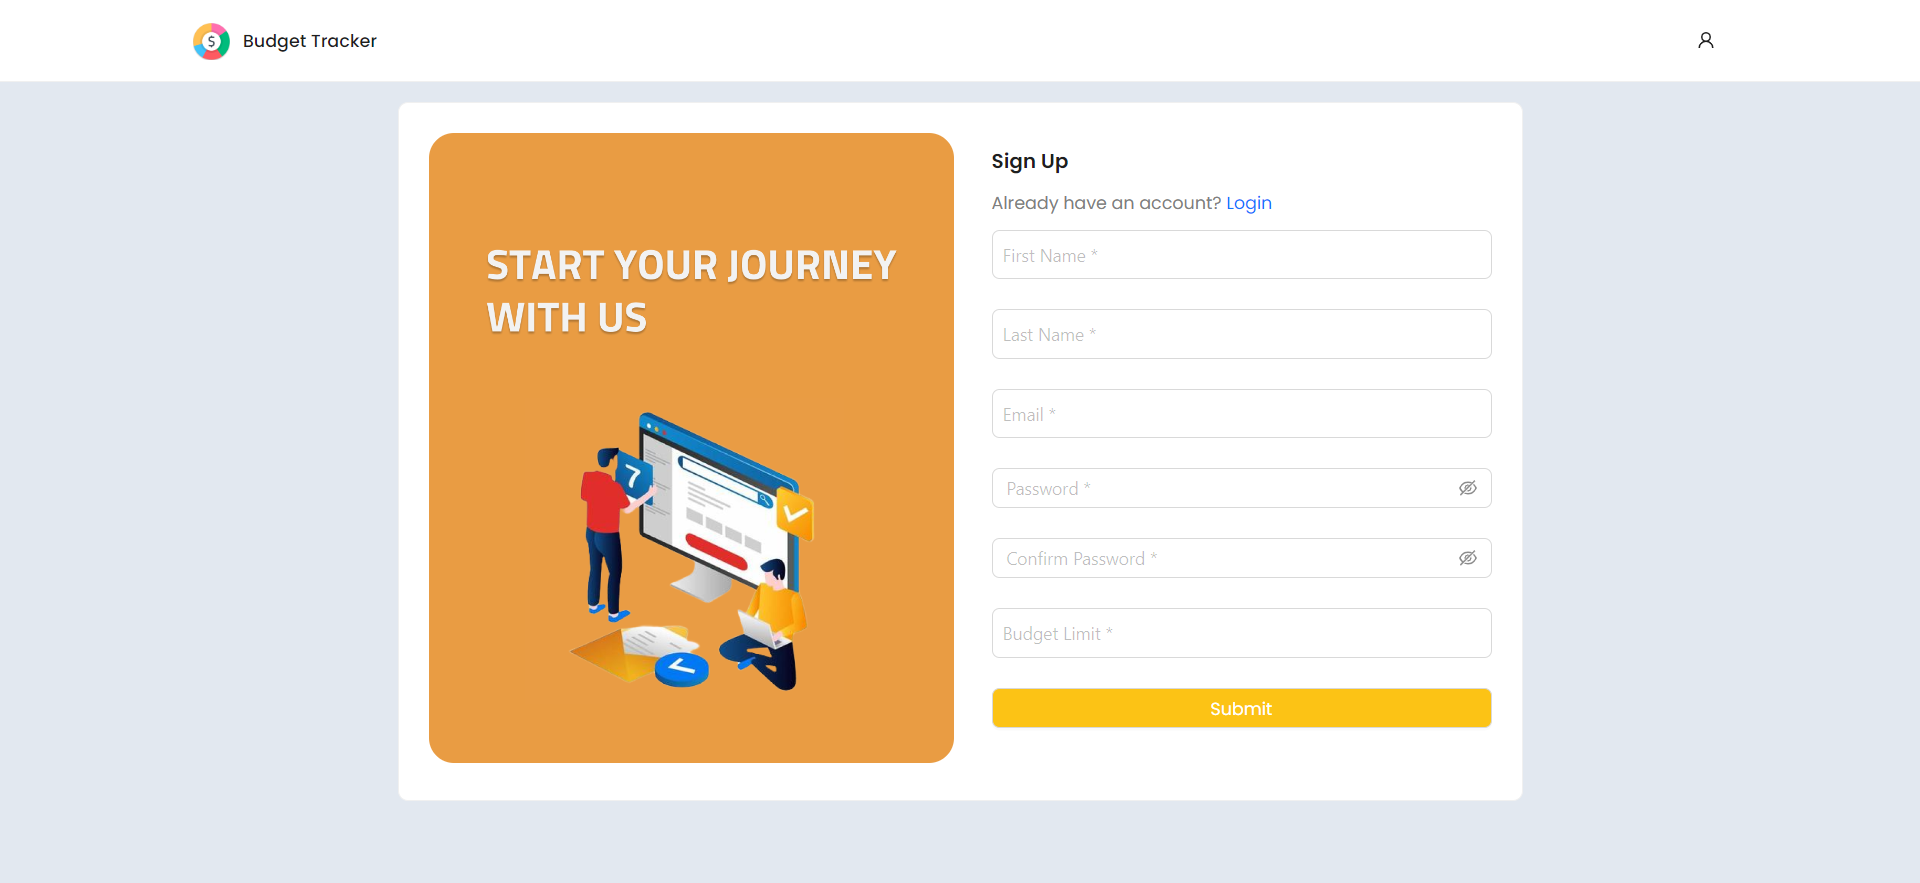 $
Budget Tracker
START YOUR JOURNEY
WITH US
7
Sign Up
Already have an account? Login
First Name *
Last Name *
Email *
Password *
Confirm Password *
Budget Limit *
Submit